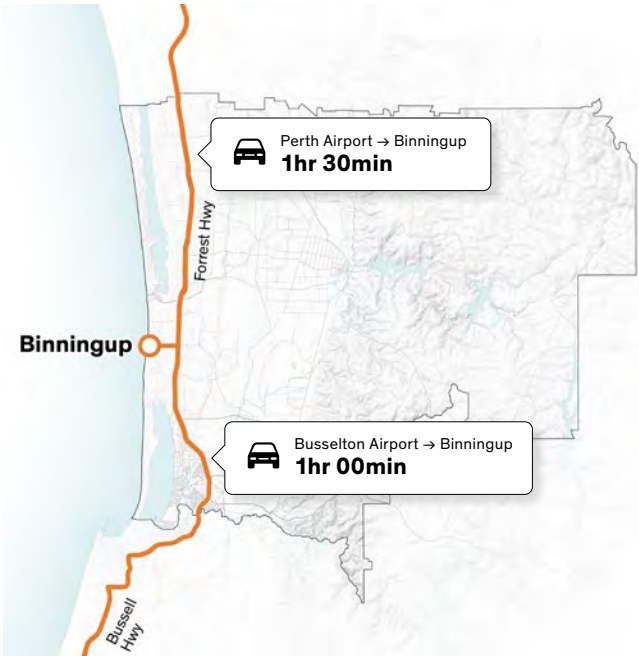 Perth Airport → Binningup
1hr 30min
Forrest Hwy
Binningup
Busselton Airport → Binningup
1hr 00min
Bussell
Hwy